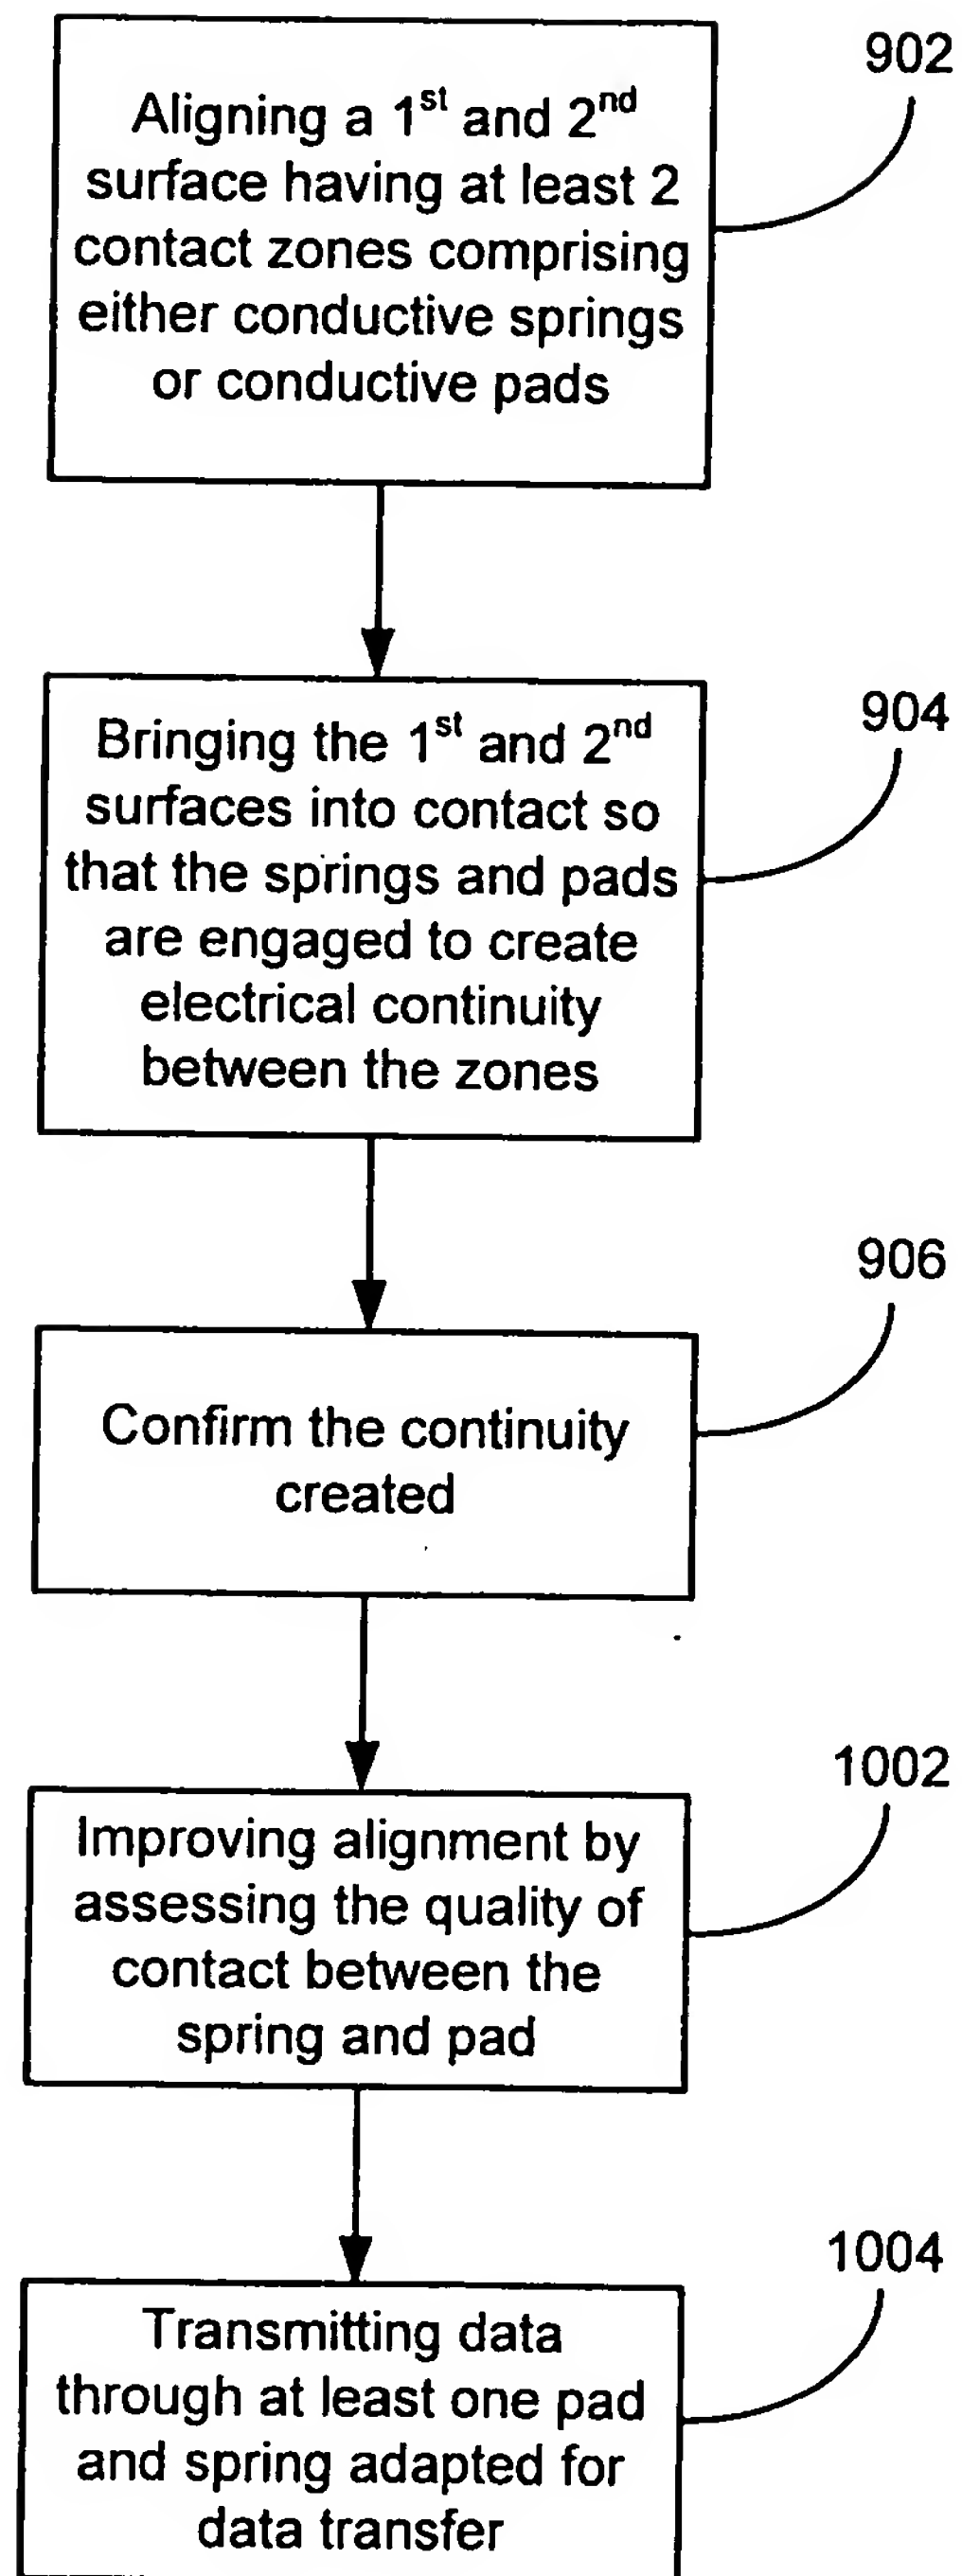 902
Aligning a 1st and 2nd
surface having at least 2
contact zones comprising
either conductive springs
or conductive pads
904
Bringing the 1st and 2nd
surfaces into contact so
that the springs and pads
are engaged to create
electrical continuity
between the zones
906
Confirm the continuity
created
1002
Improving alignment by
assessing the quality of
contact between the
spring and pad
1004
Transmitting data
through at least one pad
and spring adapted for
data transfer